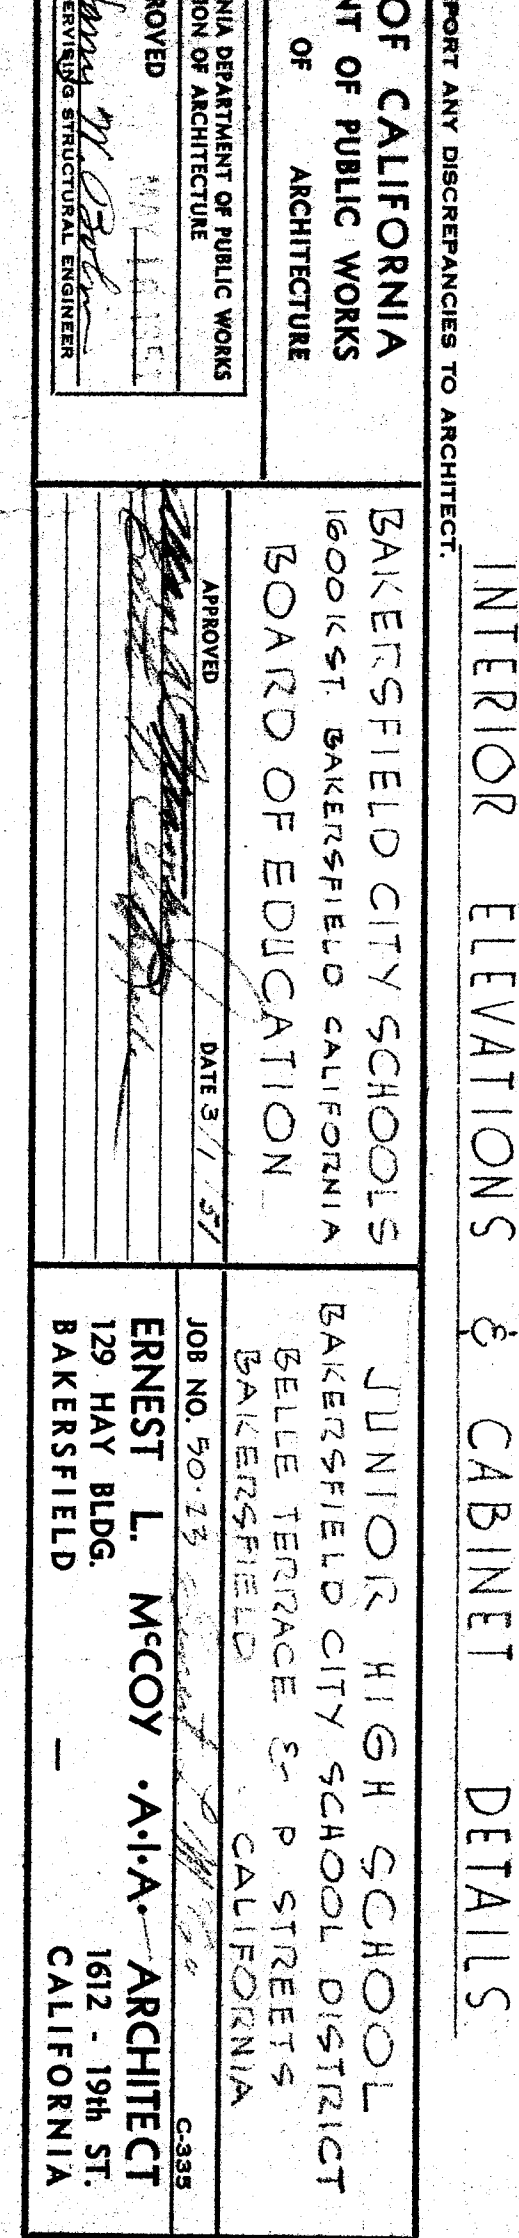 PORT ANY DISCREPANCIES TO ARCHITECT.
INTERIOR ELEVATIONS & CABINET DETAILS
OF CALIFORNIA
NT OF PUBLIC WORKS
OF ARCHITECTURE
NIA DEPARTMENT OF PUBLIC WORKS
ION OF ARCHITECTURE
ROVED MAY
ERVISING STRUCTURAL ENGINEER
BAKERSFIELD CITY SCHOOLS
1600 K ST. BAKERSFIELD CALIFORNIA
BOARD OF EDUCATION
APPROVED DATE 3/1/51
JUNIOR HIGH SCHOOL
BAKERSFIELD CITY SCHOOL DISTRICT
BELLE TERRACE & P STREETS
BAKERSFIELD CALIFORNIA
JOB NO. 50-23 C-335
ERNEST L. McCOY •A•I•A• ARCHITECT
129 HAY BLDG. 1612 - 19th ST.
BAKERSFIELD — CALIFORNIA